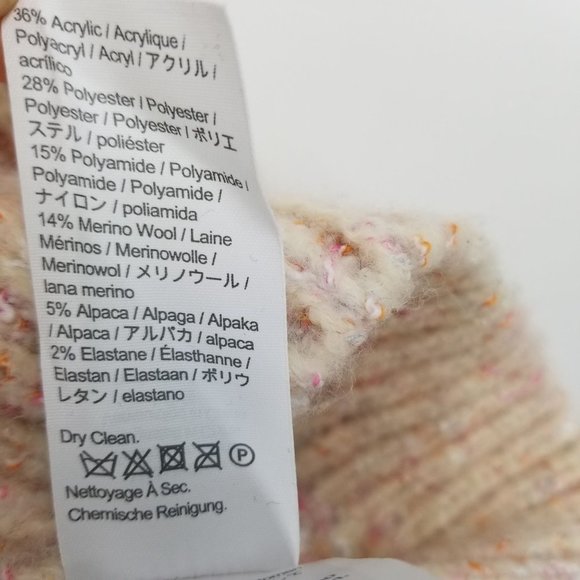 36% Acrylic / Acrylique /
Polyacryl / Acryl / アクリル /
acrílico
28% Polyester / Polyester /
Polyester / Polyester / ポリエ
ステル / poliéster
15% Polyamide / Polyamide /
Polyamide / Polyamide /
ナイロン / poliamida
14% Merino Wool / Laine
Mérinos / Merinowolle /
Merinowol / メリノウール /
lana merino
5% Alpaca / Alpaga / Alpaka
/ Alpaca / アルパカ / alpaca
2% Elastane / Élasthanne /
Elastan / Elastaan / ポリウ
レタン / elastano
Dry Clean.
P
Nettoyage À Sec.
Chemische Reinigung.